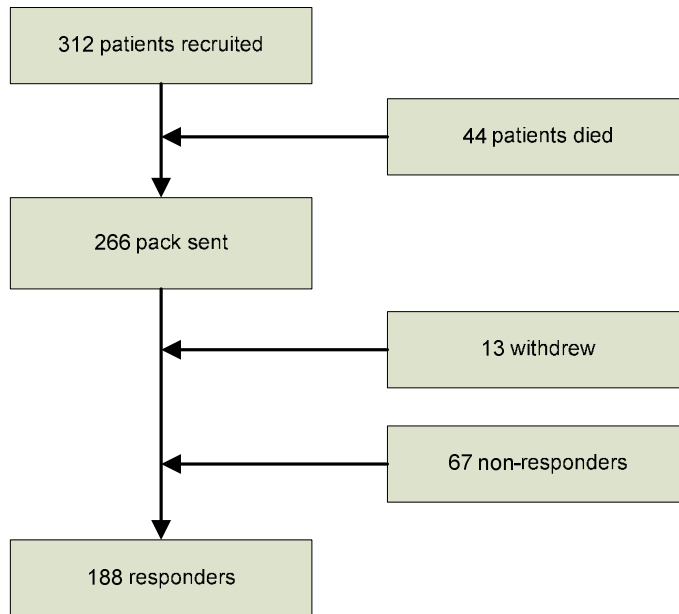 312 patients recruited
44 patients died
266 pack sent
13 withdrew
67 non-responders
188 responders